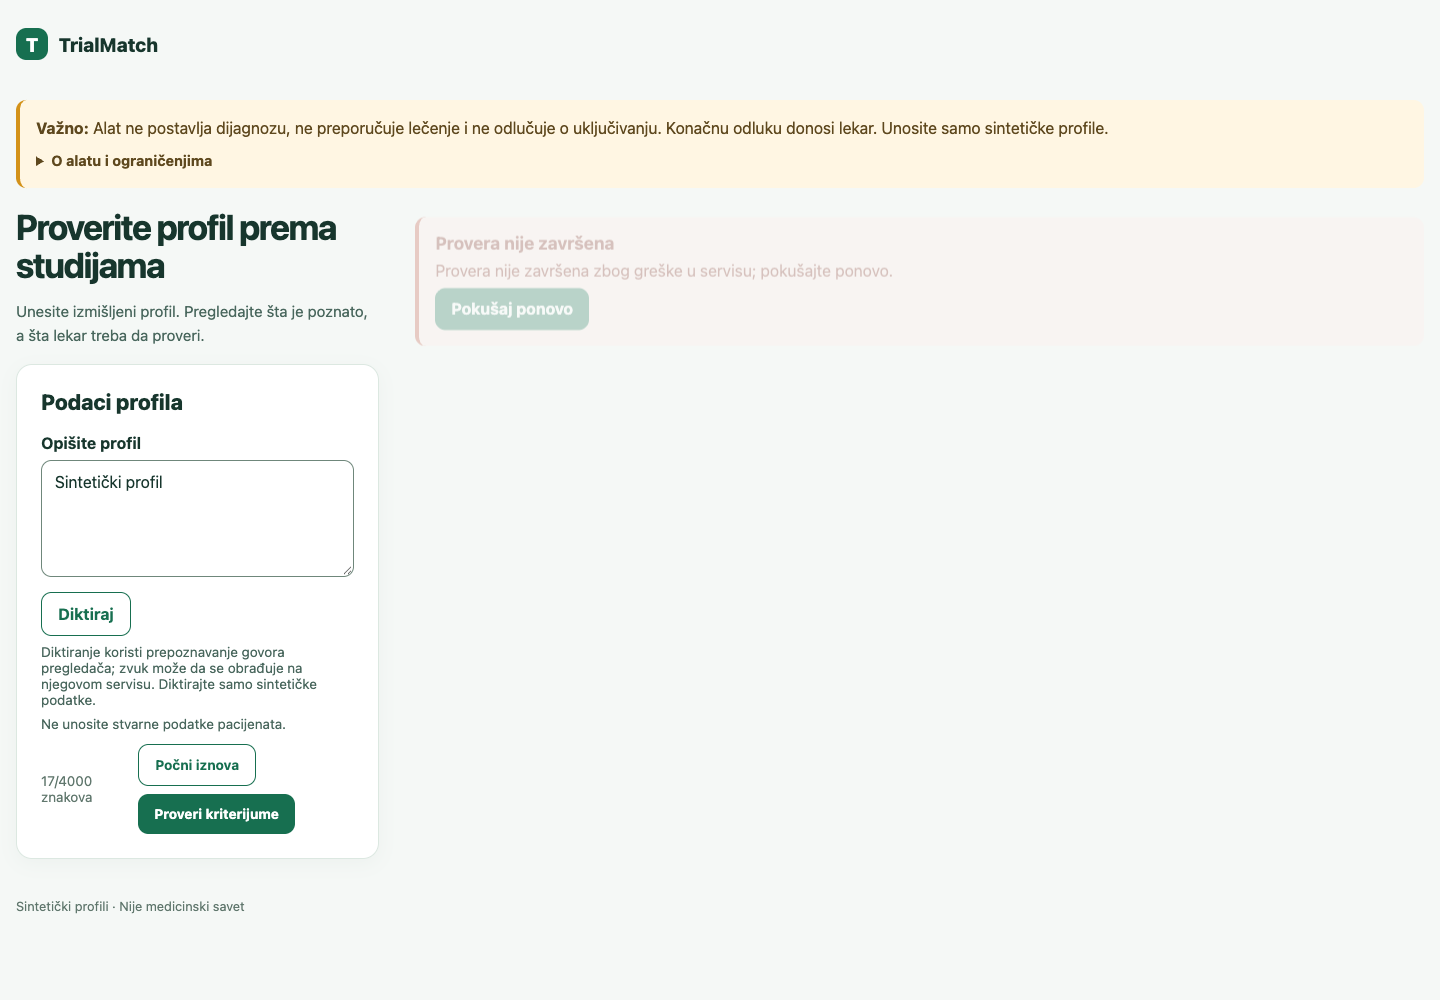 T TrialMatch
Važno: Alat ne postavlja dijagnozu, ne preporučuje lečenje i ne odlučuje o uključivanju. Konačnu odluku donosi lekar. Unosite samo sintetičke profile.
▶ O alatu i ograničenjima
Proverite profil prema
studijama
Unesite izmišljeni profil. Pregledajte šta je poznato,
a šta lekar treba da proveri.
Podaci profila
Opišite profil
Sintetički profil
Diktiraj
Diktiranje koristi prepoznavanje govora
pregledača; zvuk može da se obrađuje na
njegovom servisu. Diktirajte samo sintetičke
podatke.
Ne unosite stvarne podatke pacijenata.
17/4000
znakova
Počni iznova
Proveri kriterijume
Provera nije završena
Provera nije završena zbog greške u servisu; pokušajte ponovo.
Pokušaj ponovo
Sintetički profili · Nije medicinski savet